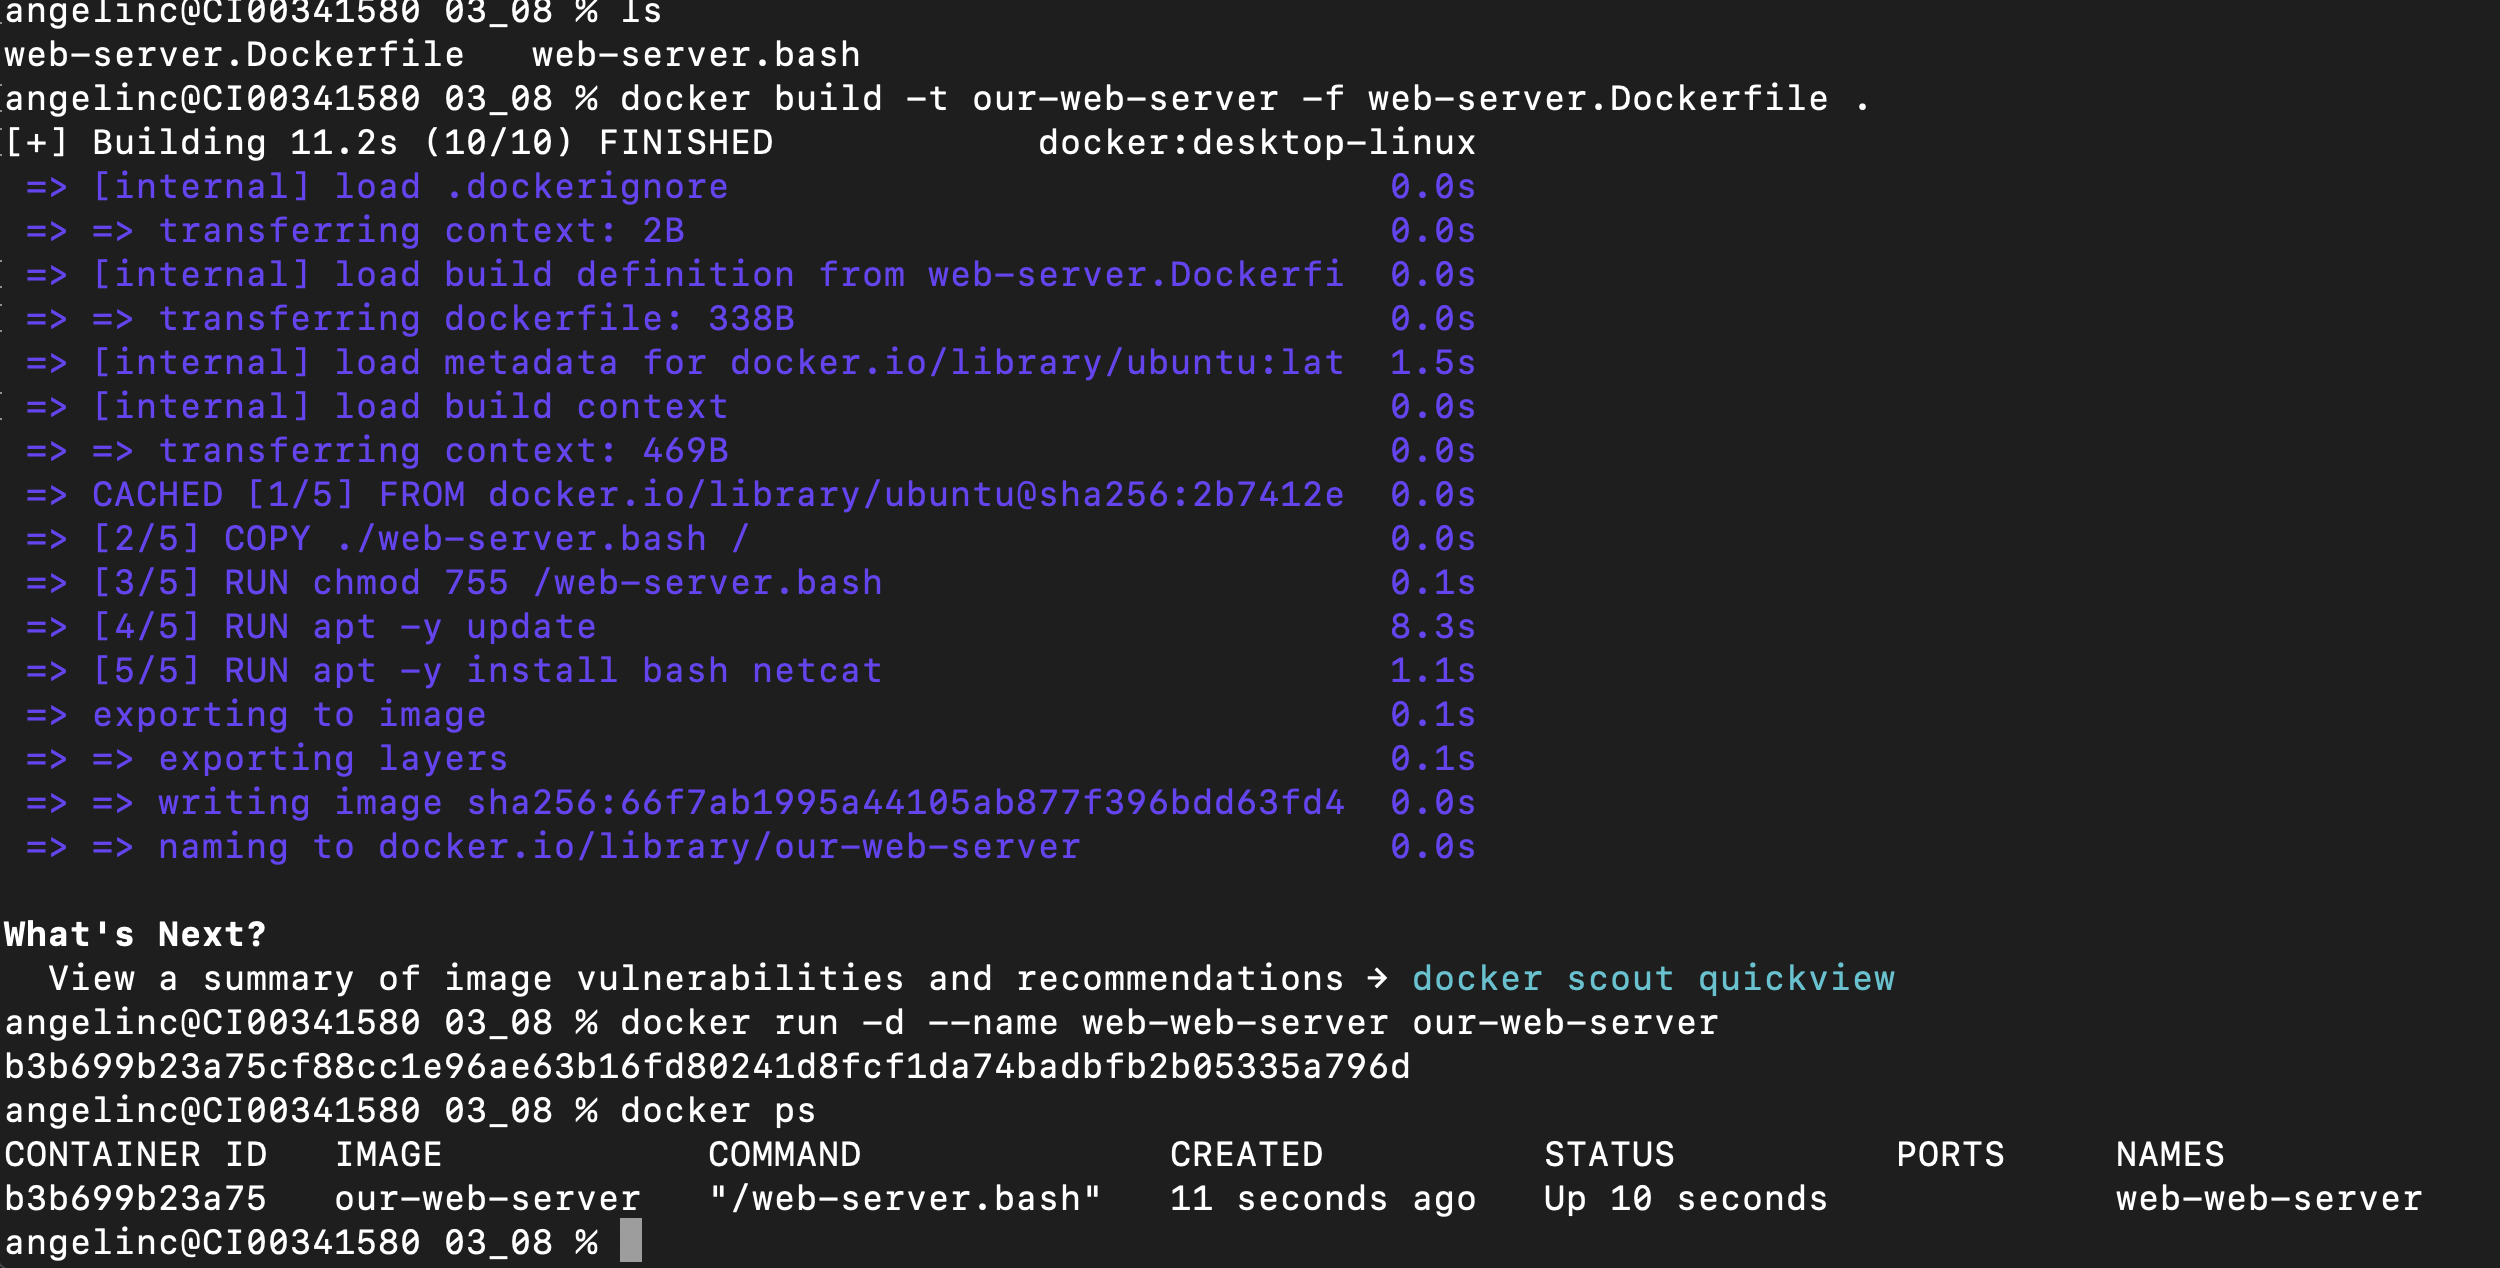 angelinc@CI00341580 03_08 % ls
web-server.Dockerfile   web-server.bash
angelinc@CI00341580 03_08 % docker build -t our-web-server -f web-server.Dockerfile .
[+] Building 11.2s (10/10) FINISHED            docker:desktop-linux
 => [internal] load .dockerignore                              0.0s
 => => transferring context: 2B                                0.0s
 => [internal] load build definition from web-server.Dockerfi  0.0s
 => => transferring dockerfile: 338B                           0.0s
 => [internal] load metadata for docker.io/library/ubuntu:lat  1.5s
 => [internal] load build context                              0.0s
 => => transferring context: 469B                              0.0s
 => CACHED [1/5] FROM docker.io/library/ubuntu@sha256:2b7412e  0.0s
 => [2/5] COPY ./web-server.bash /                             0.0s
 => [3/5] RUN chmod 755 /web-server.bash                       0.1s
 => [4/5] RUN apt -y update                                    8.3s
 => [5/5] RUN apt -y install bash netcat                       1.1s
 => exporting to image                                         0.1s
 => => exporting layers                                        0.1s
 => => writing image sha256:66f7ab1995a44105ab877f396bdd63fd4  0.0s
 => => naming to docker.io/library/our-web-server              0.0s
What's Next?
  View a summary of image vulnerabilities and recommendations → docker scout quickview
angelinc@CI00341580 03_08 % docker run -d --name web-web-server our-web-server
b3b699b23a75cf88cc1e96ae63b16fd80241d8fcf1da74badbfb2b05335a796d
angelinc@CI00341580 03_08 % docker ps
CONTAINER ID   IMAGE            COMMAND              CREATED          STATUS          PORTS     NAMES
b3b699b23a75   our-web-server   "/web-server.bash"   11 seconds ago   Up 10 seconds             web-web-server
angelinc@CI00341580 03_08 %